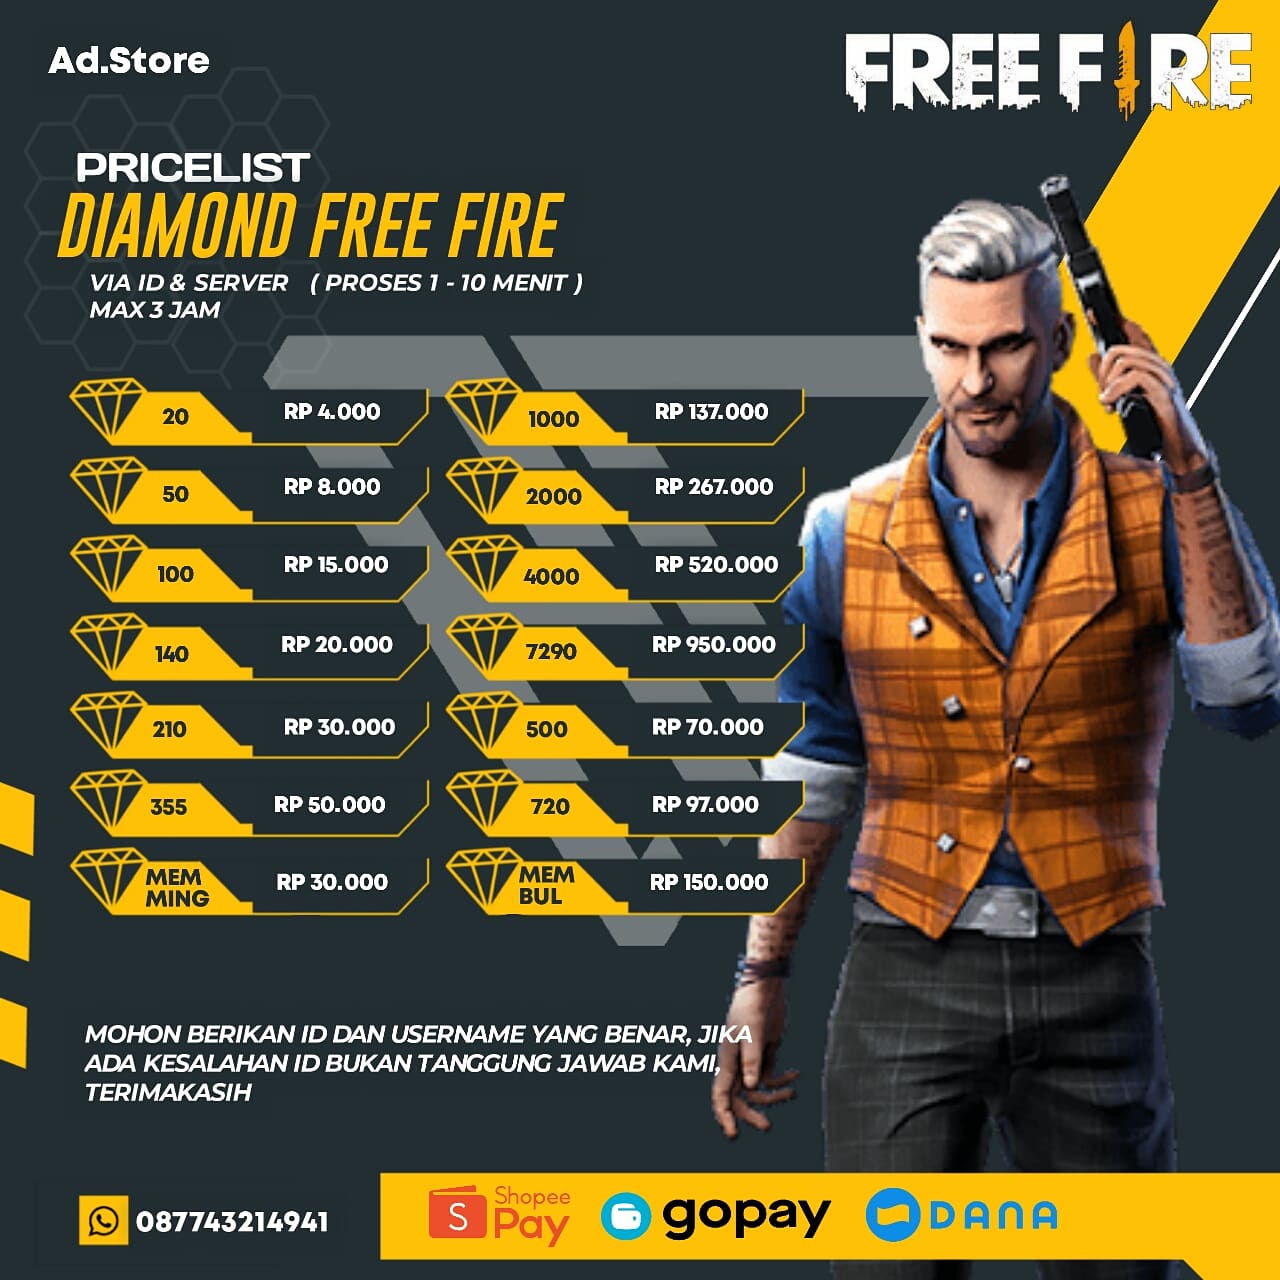 Ad.Store
FREE FIRE
PRICELIST
DIAMOND FREE FIRE
VIA ID & SERVER ( PROSES 1 - 10 MENIT )
MAX 3 JAM
20 RP 4.000
50 RP 8.000
100 RP 15.000
140 RP 20.000
210 RP 30.000
355 RP 50.000
MEM
MING RP 30.000
1000 RP 137.000
2000 RP 267.000
4000 RP 520.000
7290 RP 950.000
500 RP 70.000
720 RP 97.000
MEM
BUL RP 150.000
MOHON BERIKAN ID DAN USERNAME YANG BENAR, JIKA
ADA KESALAHAN ID BUKAN TANGGUNG JAWAB KAMI,
TERIMAKASIH
087743214941
S Shopee
Pay
gopay
DANA